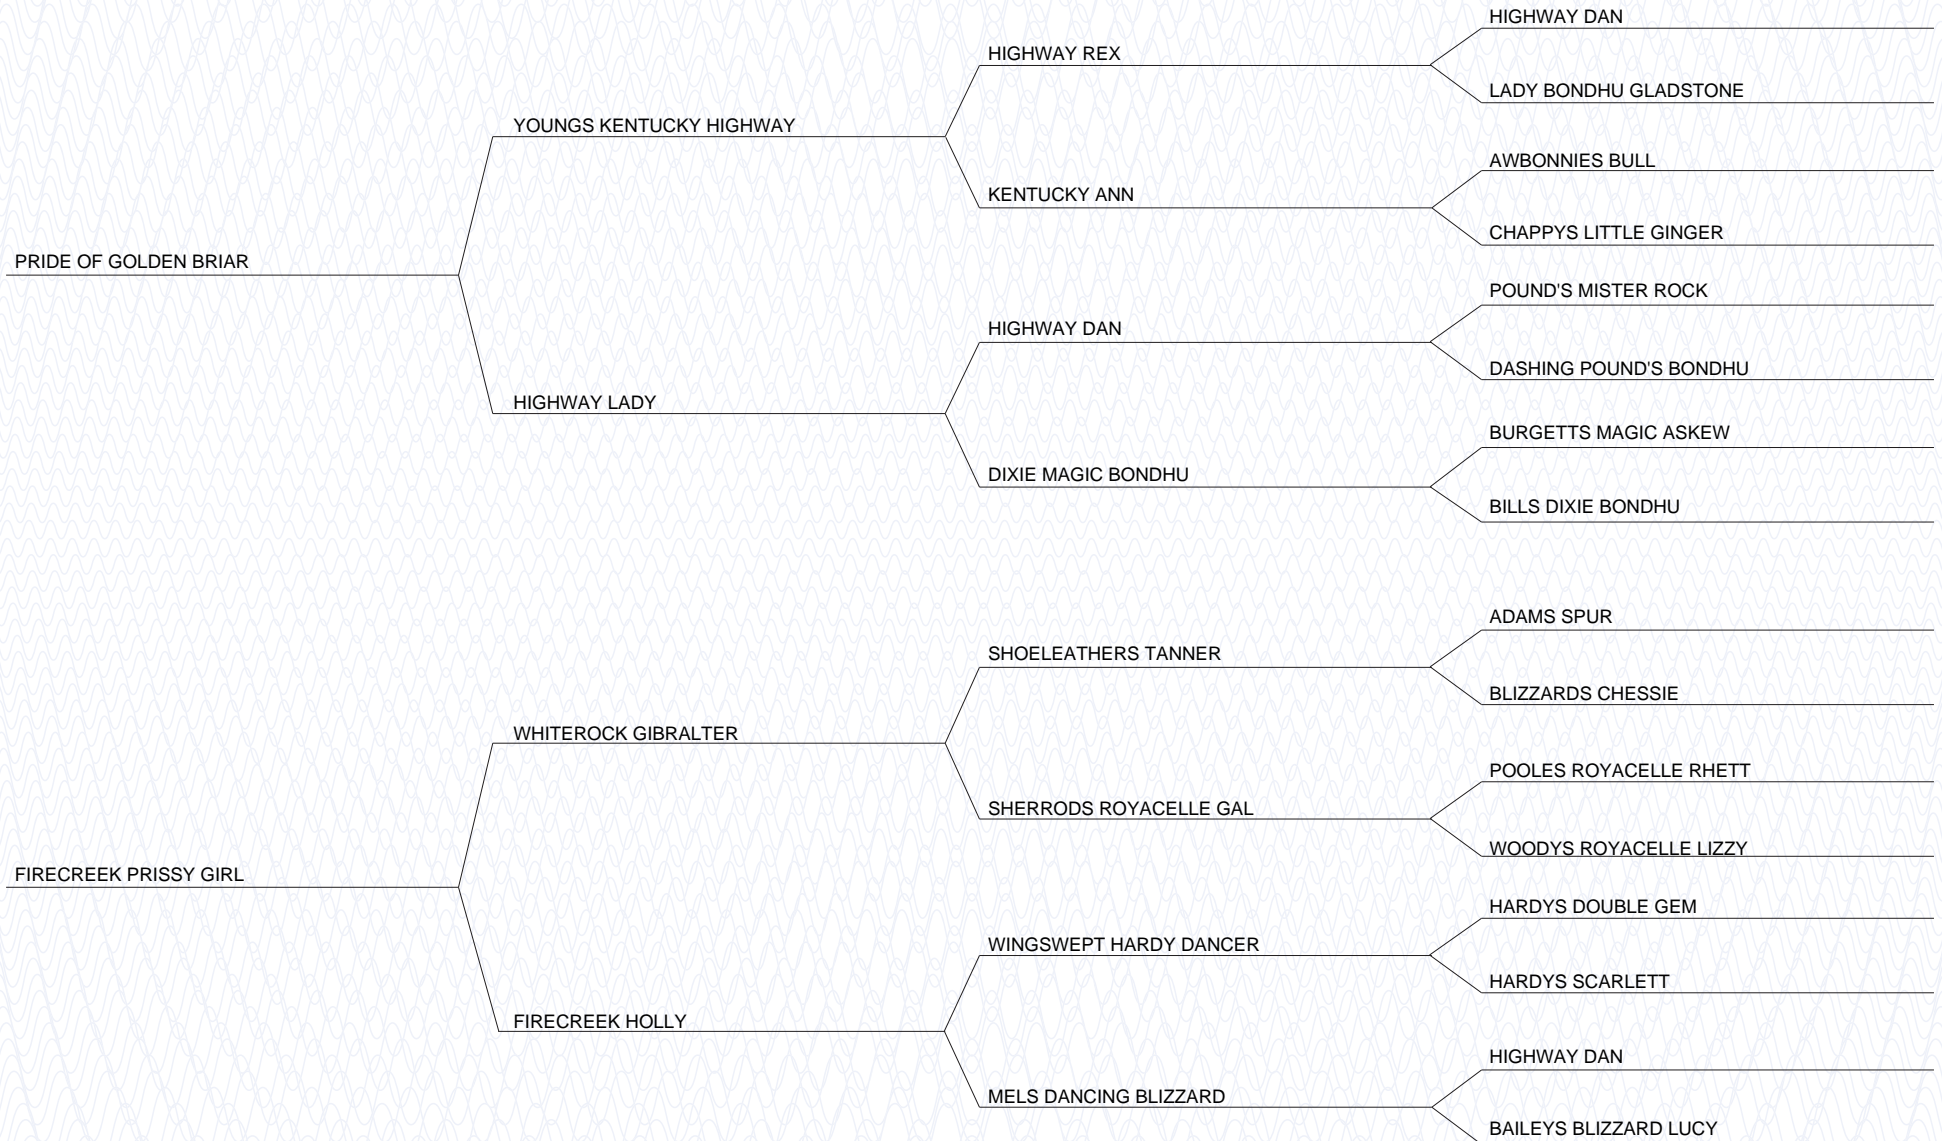 HIGHWAY DAN
HIGHWAY REX
LADY BONDHU GLADSTONE
YOUNGS KENTUCKY HIGHWAY
AWBONNIES BULL
KENTUCKY ANN
CHAPPYS LITTLE GINGER
PRIDE OF GOLDEN BRIAR
POUND'S MISTER ROCK
HIGHWAY DAN
DASHING POUND'S BONDHU
HIGHWAY LADY
BURGETTS MAGIC ASKEW
DIXIE MAGIC BONDHU
BILLS DIXIE BONDHU
ADAMS SPUR
SHOELEATHERS TANNER
BLIZZARDS CHESSIE
WHITEROCK GIBRALTER
POOLES ROYACELLE RHETT
SHERRODS ROYACELLE GAL
WOODYS ROYACELLE LIZZY
FIRECREEK PRISSY GIRL
HARDYS DOUBLE GEM
WINGSWEPT HARDY DANCER
HARDYS SCARLETT
FIRECREEK HOLLY
HIGHWAY DAN
MELS DANCING BLIZZARD
BAILEYS BLIZZARD LUCY